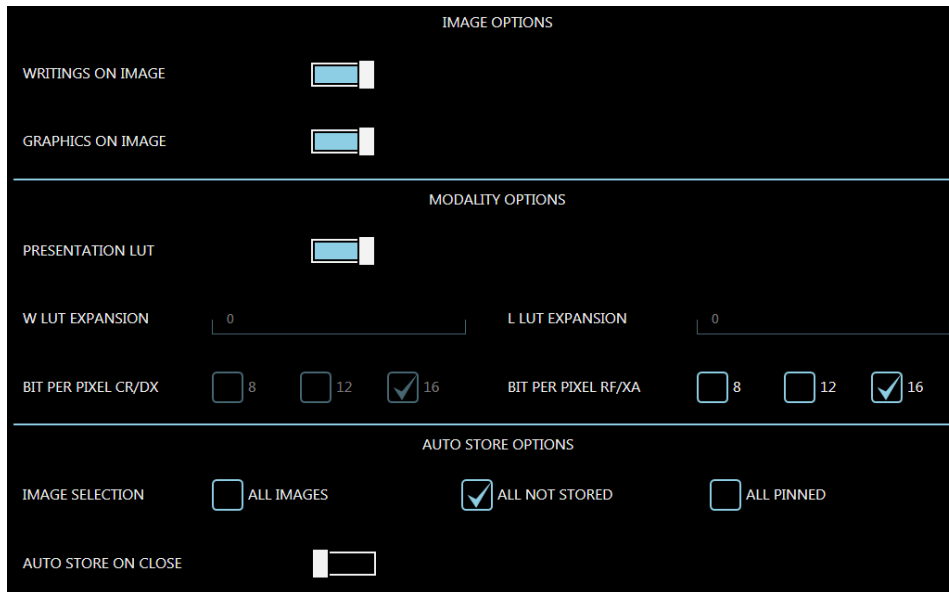 IMAGE OPTIONS
WRITINGS ON IMAGE
GRAPHICS ON IMAGE
MODALITY OPTIONS
PRESENTATION LUT
W LUT EXPANSION 0 L LUT EXPANSION 0
BIT PER PIXEL CR/DX 8 12 16 BIT PER PIXEL RF/XA 8 12 16
AUTO STORE OPTIONS
IMAGE SELECTION ALL IMAGES ALL NOT STORED ALL PINNED
AUTO STORE ON CLOSE